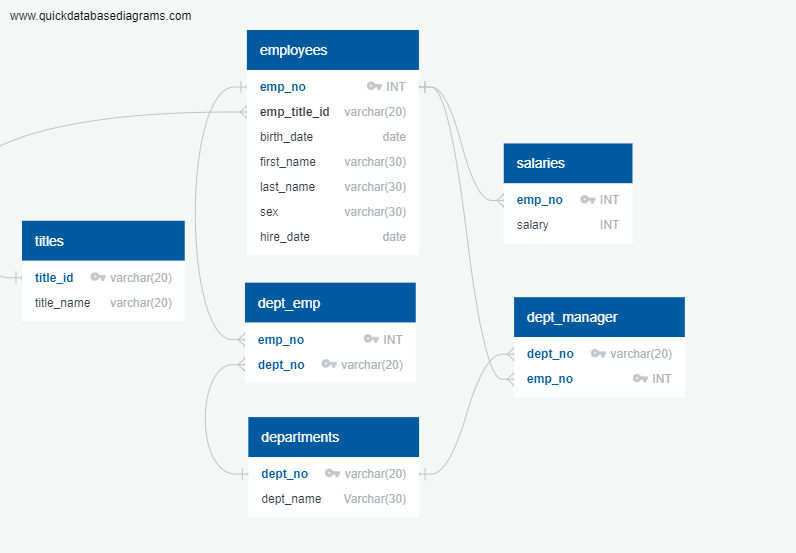 www.quickdatabasediagrams.com
employees
emp_no INT
emp_title_id varchar(20)
birth_date date
first_name varchar(30)
last_name varchar(30)
sex varchar(30)
hire_date date
salaries
emp_no INT
salary INT
titles
title_id varchar(20)
title_name varchar(20)
dept_emp
emp_no INT
dept_no varchar(20)
dept_manager
dept_no varchar(20)
emp_no INT
departments
dept_no varchar(20)
dept_name Varchar(30)